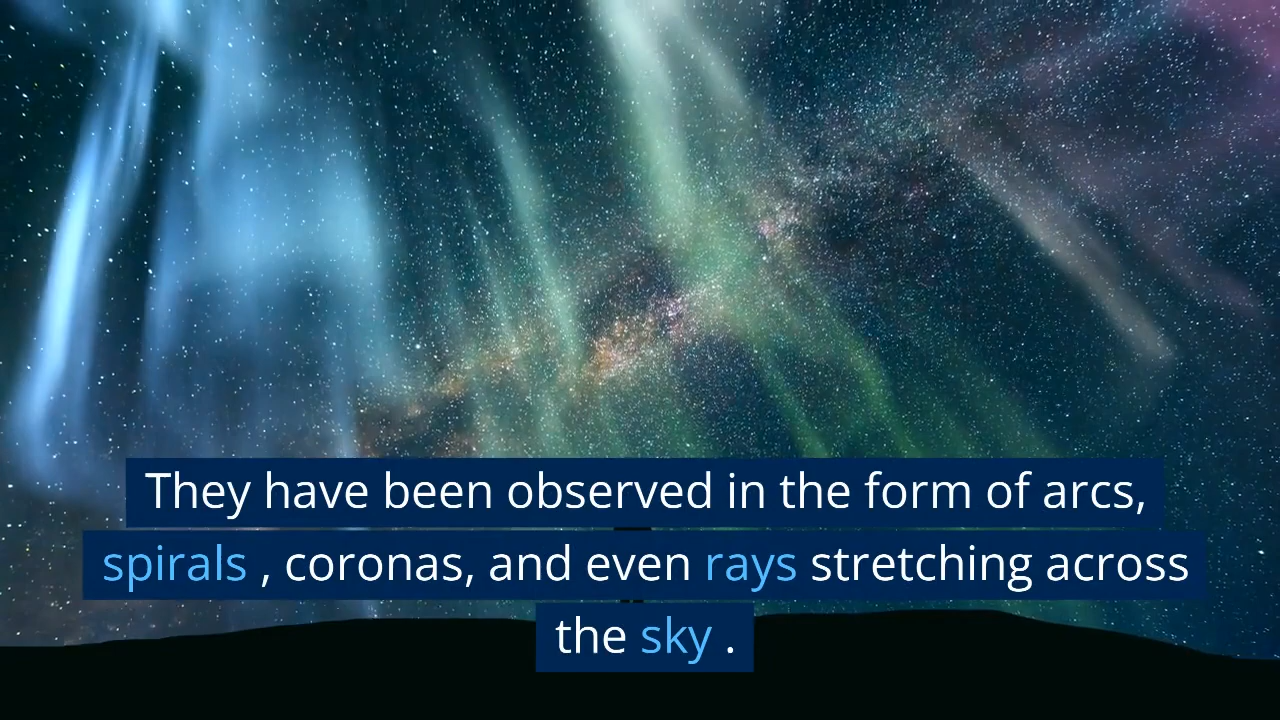 They have been observed in the form of arcs,
spirals , coronas, and even rays stretching across
the sky .